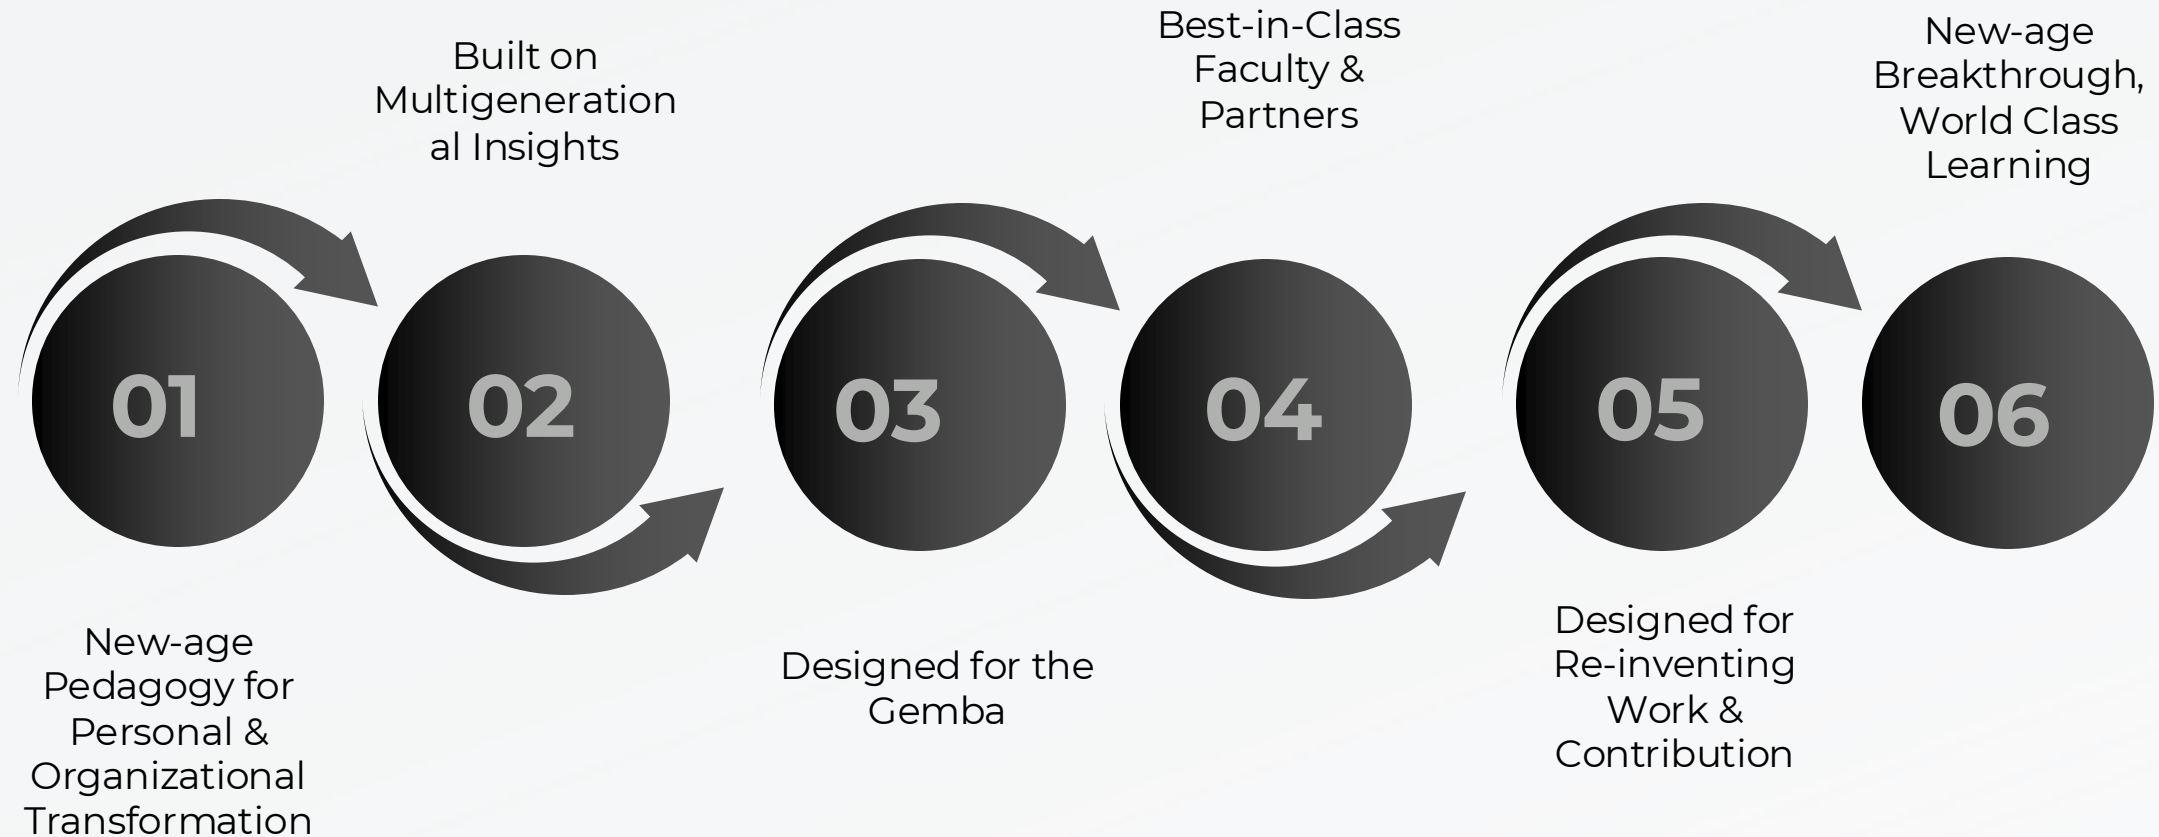 01
New-age
Pedagogy for
Personal &
Organizational
Transformation
Built on
Multigeneration
al Insights
02
03
Designed for the
Gemba
Best-in-Class
Faculty &
Partners
04
05
Designed for
Re-inventing
Work &
Contribution
New-age
Breakthrough,
World Class
Learning
06